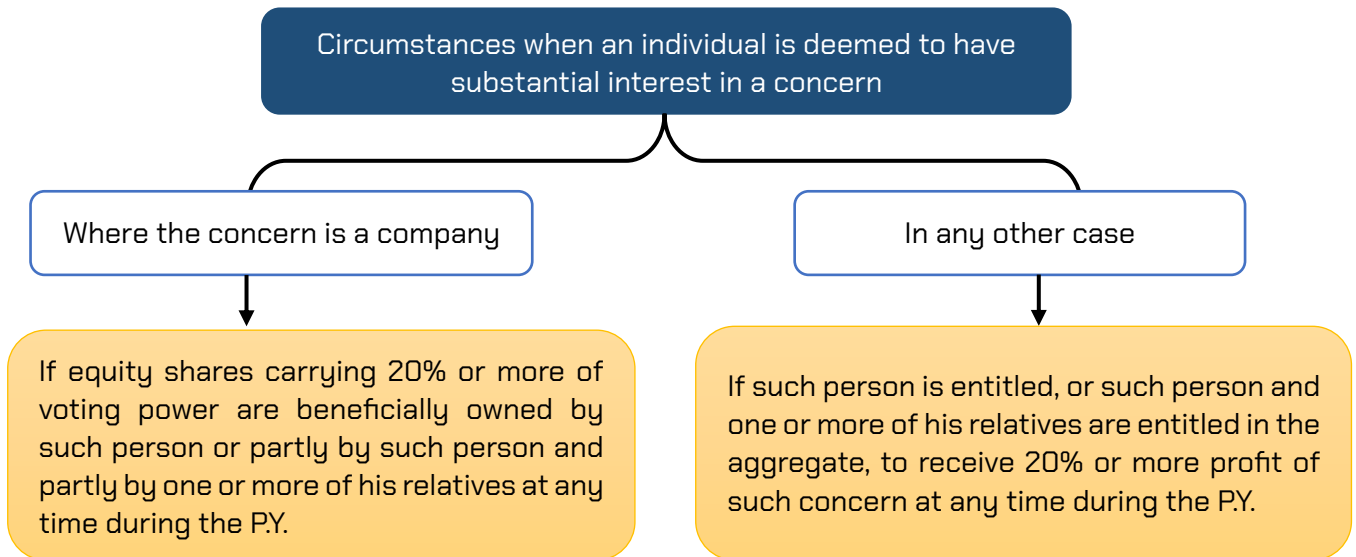 Circumstances when an individual is deemed to have
substantial interest in a concern
Where the concern is a company
In any other case
If equity shares carrying 20% or more of
voting power are beneficially owned by
such person or partly by such person and
partly by one or more of his relatives at any
time during the P.Y.
If such person is entitled, or such person and
one or more of his relatives are entitled in the
aggregate, to receive 20% or more profit of
such concern at any time during the P.Y.